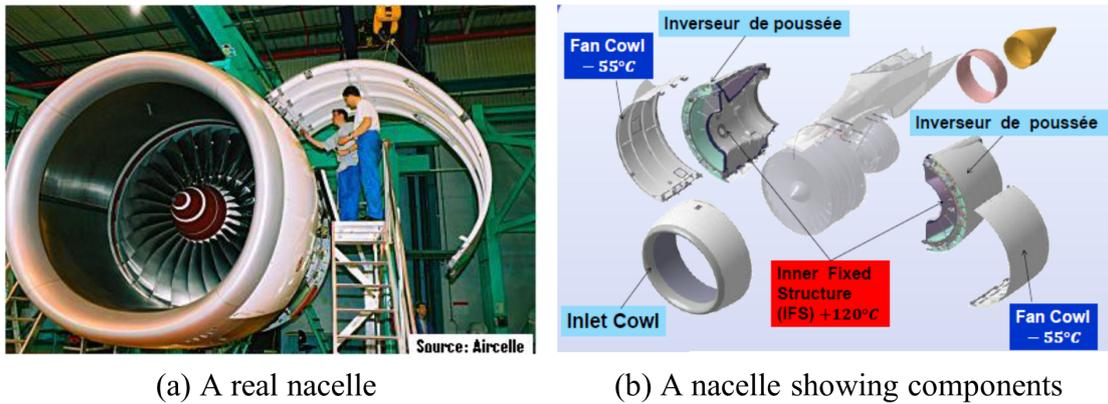 Source: Aircelle
Inverseur de poussée
Fan Cowl
− 55°C
Inverseur de poussée
Inlet Cowl
Inner Fixed
Structure
(IFS) +120°C
Fan Cowl
− 55°C
(a) A real nacelle
(b) A nacelle showing components